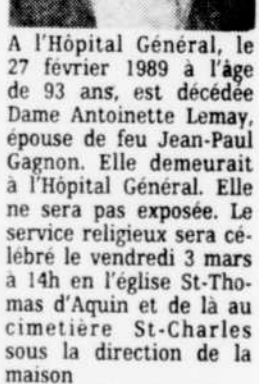 A l'Hôpital Général, le
27 février 1989 à l'âge
de 93 ans, est décédée
Dame Antoinette Lemay,
épouse de feu Jean-Paul
Gagnon. Elle demeurait
à l'Hôpital Général. Elle
ne sera pas exposée. Le
service religieux sera cé-
lébré le vendredi 3 mars
à 14h en l'église St-Tho-
mas d'Aquin et de là au
cimetière St-Charles
sous la direction de la
maison